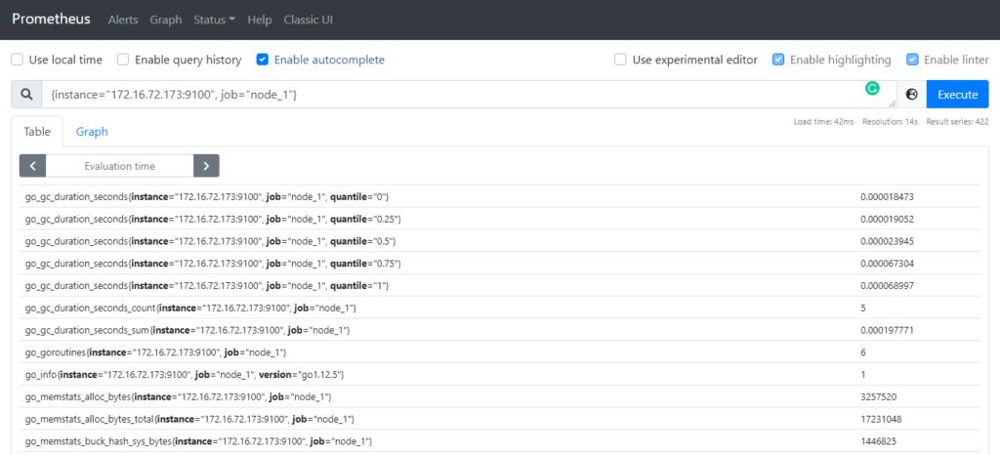 Prometheus Alerts Graph Status Help Classic UI
Use local time Enable query history Enable autocomplete Use experimental editor Enable highlighting Enable linter
{instance="172.16.72.173:9100", job="node_1"} Execute
Load time: 42ms Resolution: 14s Result series: 422
Table Graph
Evaluation time
go_gc_duration_seconds{instance="172.16.72.173:9100", job="node_1", quantile="0"} 0.000018473
go_gc_duration_seconds{instance="172.16.72.173:9100", job="node_1", quantile="0.25"} 0.000019052
go_gc_duration_seconds{instance="172.16.72.173:9100", job="node_1", quantile="0.5"} 0.000023945
go_gc_duration_seconds{instance="172.16.72.173:9100", job="node_1", quantile="0.75"} 0.000067304
go_gc_duration_seconds{instance="172.16.72.173:9100", job="node_1", quantile="1"} 0.000068997
go_gc_duration_seconds_count{instance="172.16.72.173:9100", job="node_1"} 5
go_gc_duration_seconds_sum{instance="172.16.72.173:9100", job="node_1"} 0.000197771
go_goroutines{instance="172.16.72.173:9100", job="node_1"} 6
go_info{instance="172.16.72.173:9100", job="node_1", version="go1.12.5"} 1
go_memstats_alloc_bytes{instance="172.16.72.173:9100", job="node_1"} 3257520
go_memstats_alloc_bytes_total{instance="172.16.72.173:9100", job="node_1"} 17231048
go_memstats_buck_hash_sys_bytes{instance="172.16.72.173:9100", job="node_1"} 1446825